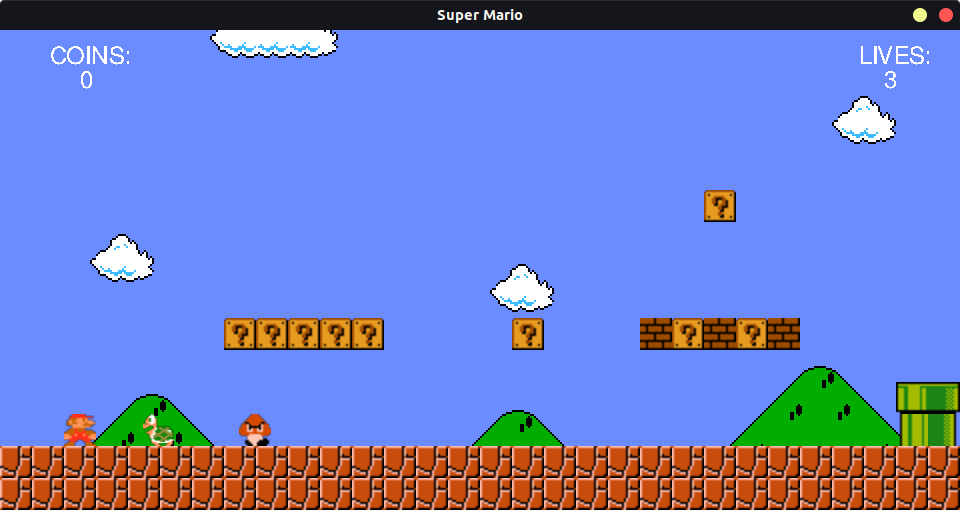 Super Mario
COINS:
0
LIVES:
3
?
? ? ? ? ?
?
? ?